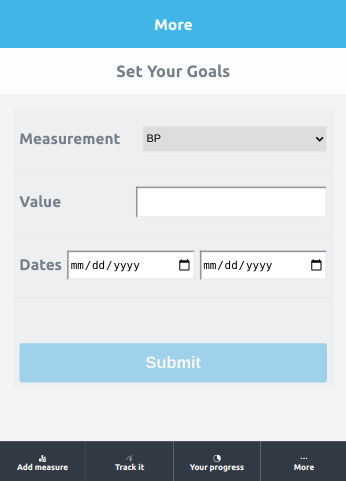 More
Set Your Goals
Measurement BP
Value
Dates mm/dd/yyyy mm/dd/yyyy
Submit
Add measure Track it Your progress More